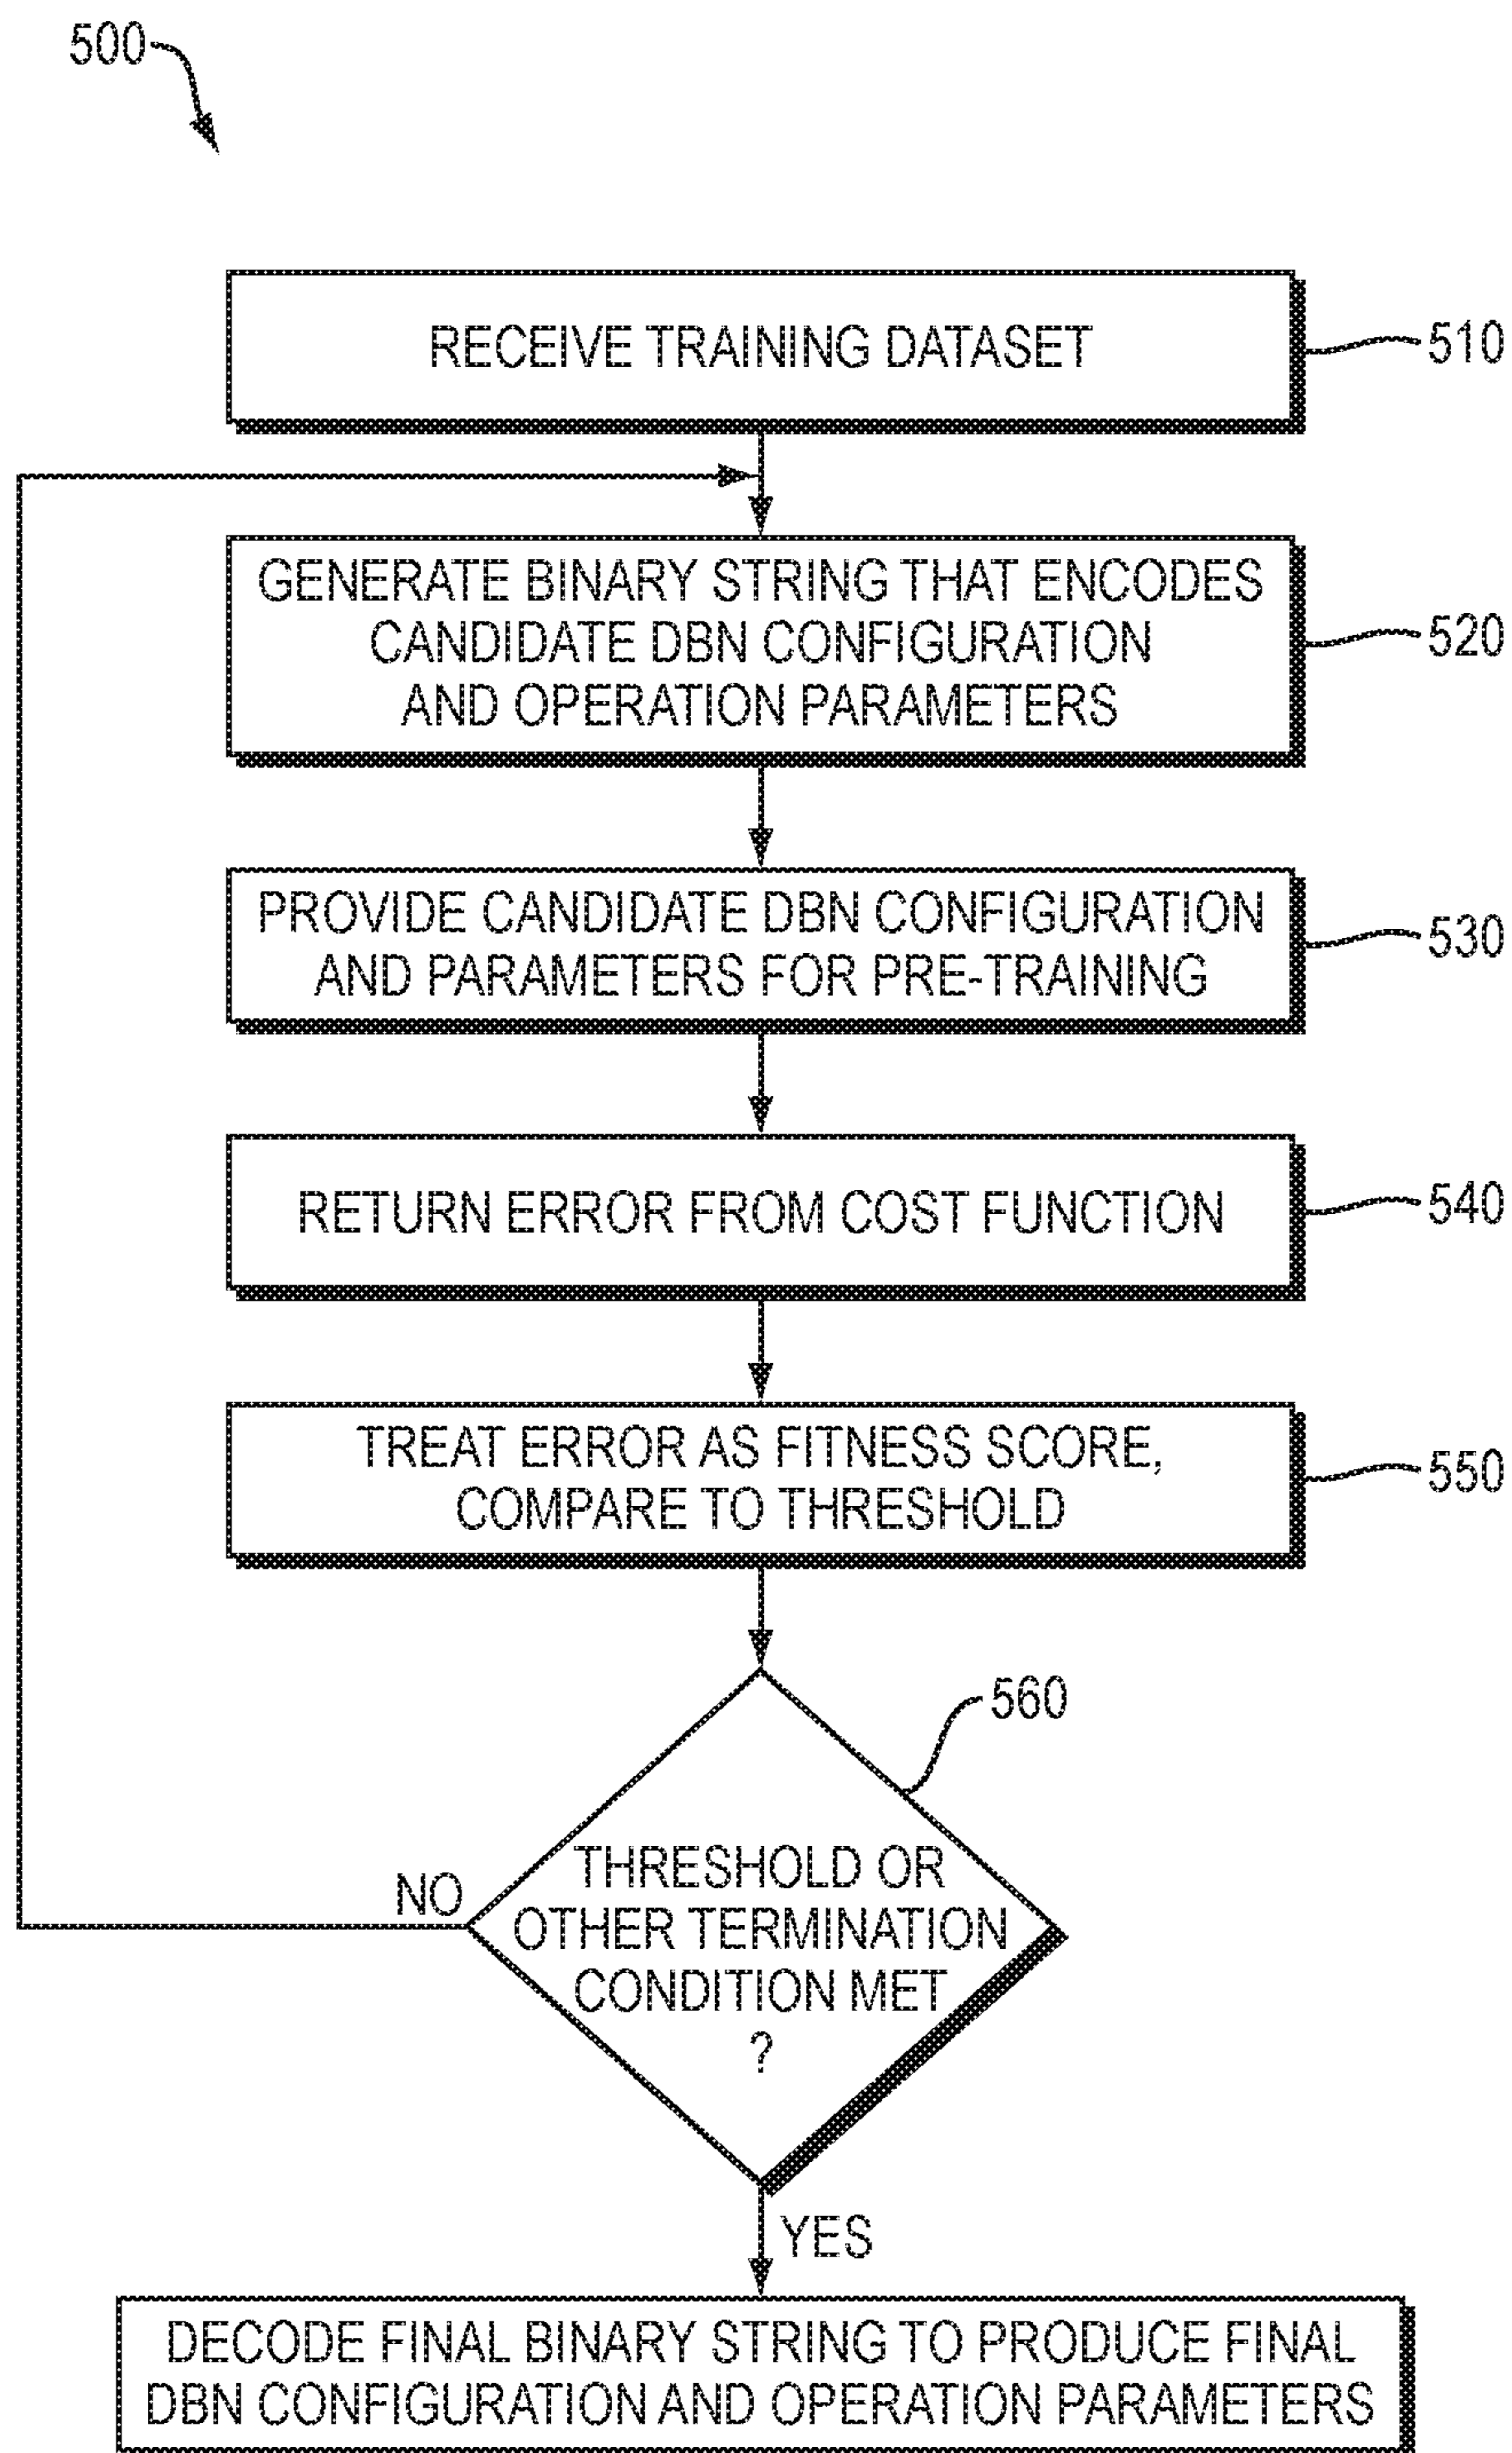 500
RECEIVE TRAINING DATASET
510
GENERATE BINARY STRING THAT ENCODES
CANDIDATE DBN CONFIGURATION
AND OPERATION PARAMETERS
520
PROVIDE CANDIDATE DBN CONFIGURATION
AND PARAMETERS FOR PRE-TRAINING
530
RETURN ERROR FROM COST FUNCTION
540
TREAT ERROR AS FITNESS SCORE,
COMPARE TO THRESHOLD
550
560
THRESHOLD OR
OTHER TERMINATION
CONDITION MET
?
NO
YES
DECODE FINAL BINARY STRING TO PRODUCE FINAL
DBN CONFIGURATION AND OPERATION PARAMETERS